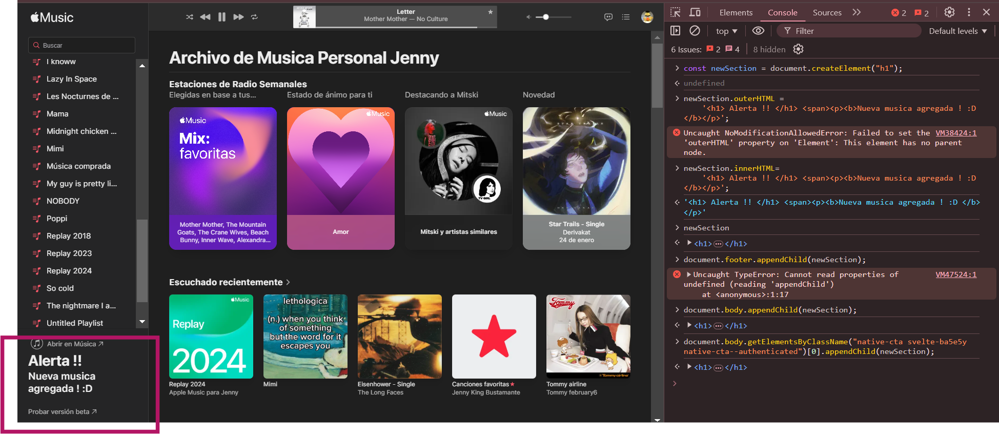 Music
Buscar
I knoww
Lazy In Space
Les Nocturnes de ...
Mama
Midnight chicken ...
Mimi
Música comprada
My guy is pretty li...
NOBODY
Poppi
Replay 2018
Replay 2023
Replay 2024
So cold
The nightmare I a...
Untitled Playlist
Abrir en Música
Alerta !!
Nueva musica
agregada ! :D
Probar versión beta
Letter
Mother Mother — No Culture
Archivo de Musica Personal Jenny
Estaciones de Radio Semanales
Elegidas en base a tus...
Music
Mix:
favoritas
Mother Mother, The Mountain
Goats, The Crane Wives, Beach
Bunny, Inner Wave, Alexandra...
Estado de ánimo para ti
Music
Amor
Destacando a Mitski
Music
TV GIRL
Mitski y artistas similares
Novedad
STAR TRAILS
Star Trails - Single
Derivakat
24 de enero
Escuchado recientemente
Music
Replay
2024
Replay 2024
Apple Music para Jenny
lethologica
(n.) when you think
of something
but the word for it
escapes you
Mimi
Eisenhower - Single
The Long Faces
Canciones favoritas
Jenny King Bustamante
Tommy
Tommy airline
Tommy airline
Tommy february6
Elements
Console
Sources
2
2
top
Filter
Default levels
6 Issues:
2
4
8 hidden
const newSection = document.createElement("h1");
undefined
newSection.outerHTML =
'<h1> Alerta !! </h1> <span><p><b>Nueva musica agregada ! :D
</b></p>';
Uncaught NoModificationAllowedError: Failed to set the VM38424:1
'outerHTML' property on 'Element': This element has no parent
node.
newSection.innerHTML=
'<h1> Alerta !! </h1> <span><p><b>Nueva musica agregada ! :D
</b></p>';
'<h1> Alerta !! </h1> <span><p><b>Nueva musica agregada ! :D </b>
</p>'
newSection
<h1>…</h1>
document.footer.appendChild(newSection);
Uncaught TypeError: Cannot read properties of VM47524:1
undefined (reading 'appendChild')
at <anonymous>:1:17
document.body.appendChild(newSection);
<h1>…</h1>
document.body.getElementsByClassName("native-cta svelte-ba5e5y
native-cta--authenticated")[0].appendChild(newSection);
<h1>…</h1>